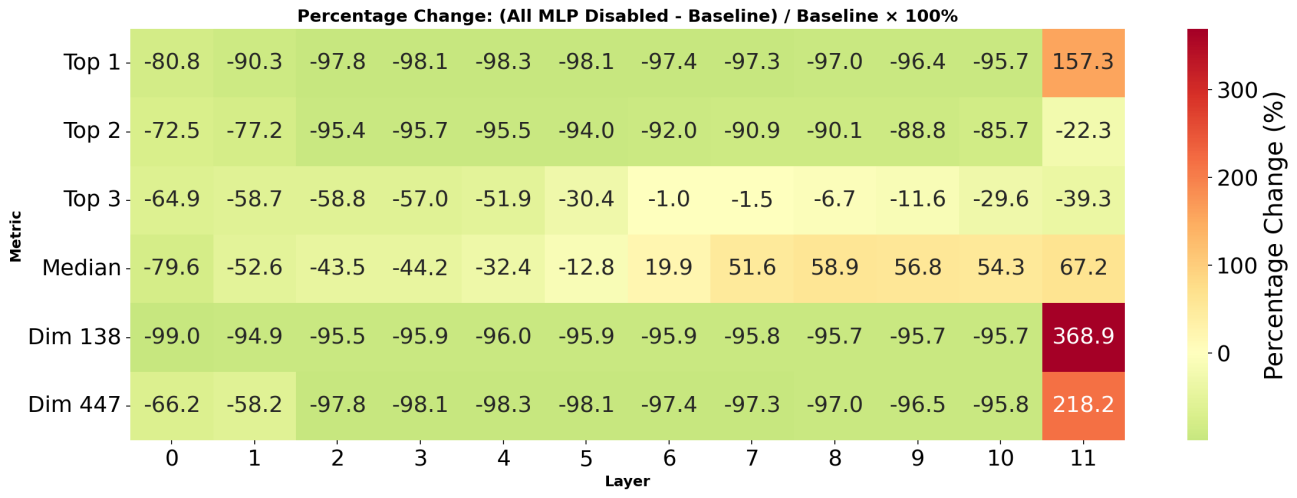 Percentage Change: (All MLP Disabled - Baseline) / Baseline × 100%
Top 1 -80.8 -90.3 -97.8 -98.1 -98.3 -98.1 -97.4 -97.3 -97.0 -96.4 -95.7 157.3
Top 2 -72.5 -77.2 -95.4 -95.7 -95.5 -94.0 -92.0 -90.9 -90.1 -88.8 -85.7 -22.3
Top 3 -64.9 -58.7 -58.8 -57.0 -51.9 -30.4 -1.0 -1.5 -6.7 -11.6 -29.6 -39.3
Median -79.6 -52.6 -43.5 -44.2 -32.4 -12.8 19.9 51.6 58.9 56.8 54.3 67.2
Dim 138 -99.0 -94.9 -95.5 -95.9 -96.0 -95.9 -95.9 -95.8 -95.7 -95.7 -95.7 368.9
Dim 447 -66.2 -58.2 -97.8 -98.1 -98.3 -98.1 -97.4 -97.3 -97.0 -96.5 -95.8 218.2
0 1 2 3 4 5 6 7 8 9 10 11
Layer
Metric
300
200
100
0
Percentage Change (%)